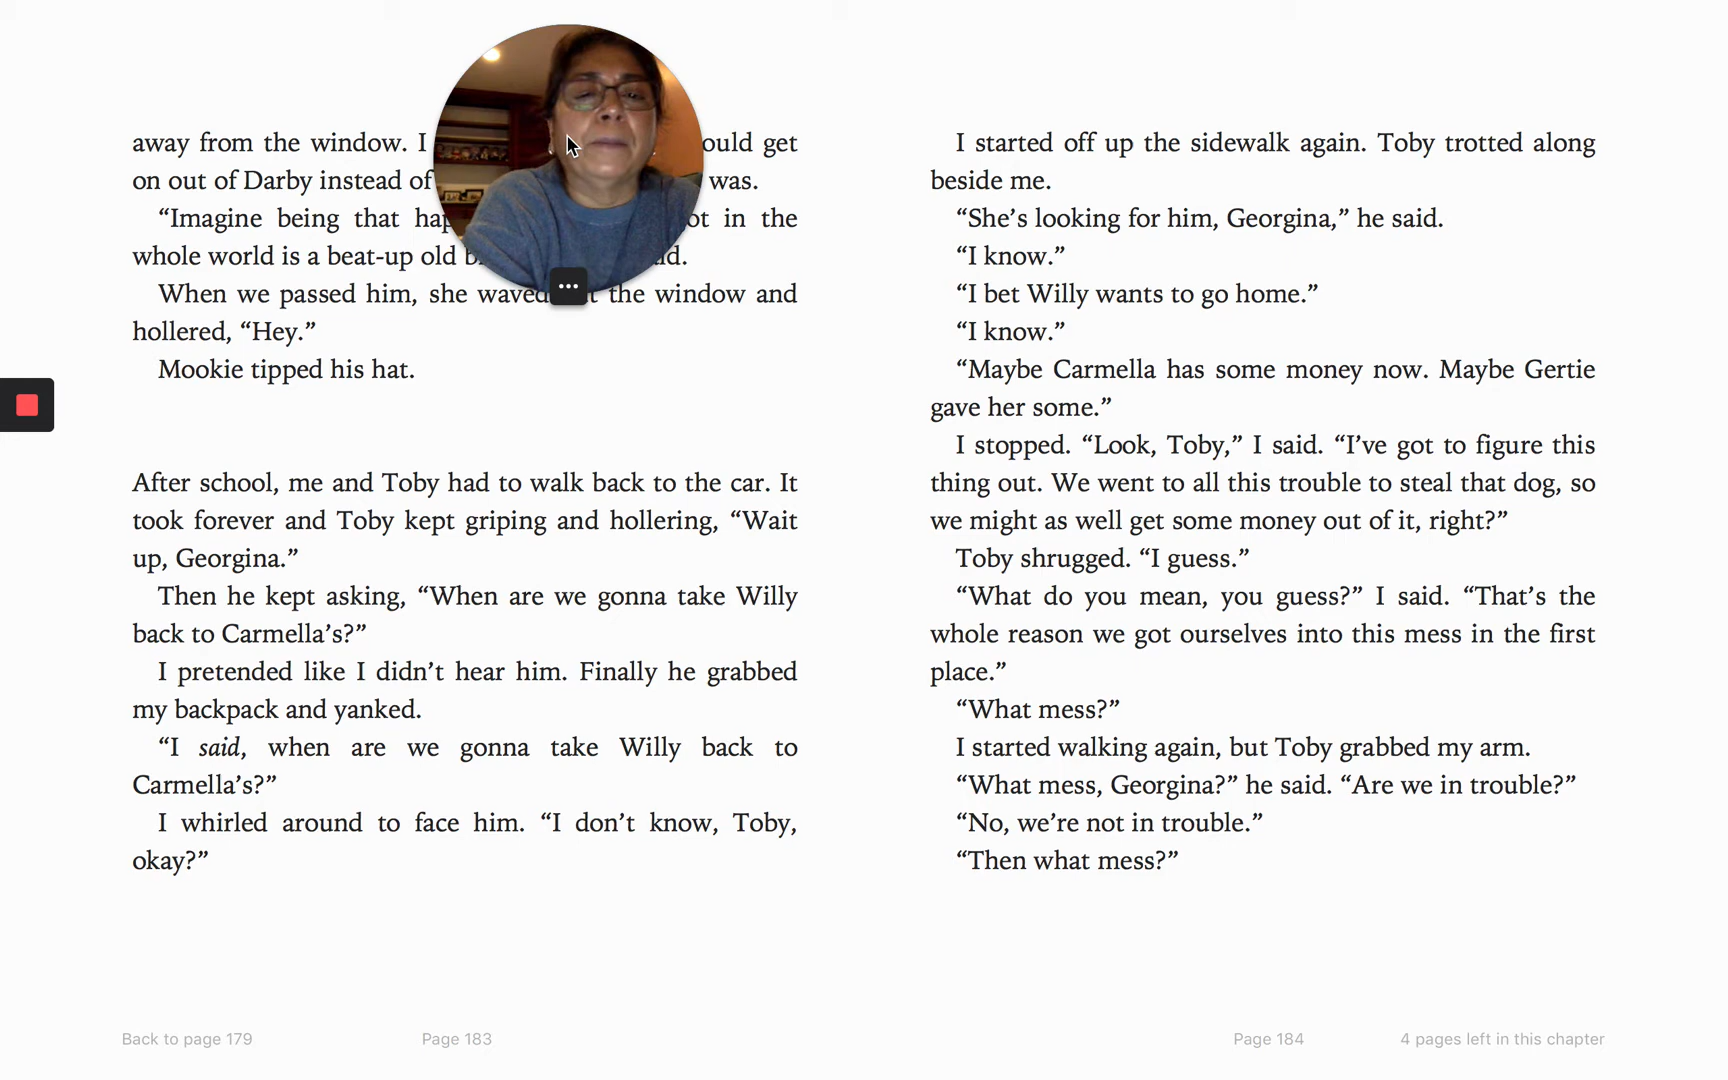 away from the window. I ould get
on out of Darby instead of was.
“Imagine being that hap ot in the
whole world is a beat-up old b id.
When we passed him, she waved the window and
hollered, “Hey.”
Mookie tipped his hat.
After school, me and Toby had to walk back to the car. It
took forever and Toby kept griping and hollering, “Wait
up, Georgina.”
Then he kept asking, “When are we gonna take Willy
back to Carmella’s?”
I pretended like I didn’t hear him. Finally he grabbed
my backpack and yanked.
“I said, when are we gonna take Willy back to
Carmella’s?”
I whirled around to face him. “I don’t know, Toby,
okay?”
Back to page 179
Page 183
I started off up the sidewalk again. Toby trotted along
beside me.
“She’s looking for him, Georgina,” he said.
“I know.”
“I bet Willy wants to go home.”
“I know.”
“Maybe Carmella has some money now. Maybe Gertie
gave her some.”
I stopped. “Look, Toby,” I said. “I’ve got to figure this
thing out. We went to all this trouble to steal that dog, so
we might as well get some money out of it, right?”
Toby shrugged. “I guess.”
“What do you mean, you guess?” I said. “That’s the
whole reason we got ourselves into this mess in the first
place.”
“What mess?”
I started walking again, but Toby grabbed my arm.
“What mess, Georgina?” he said. “Are we in trouble?”
“No, we’re not in trouble.”
“Then what mess?”
Page 184
4 pages left in this chapter